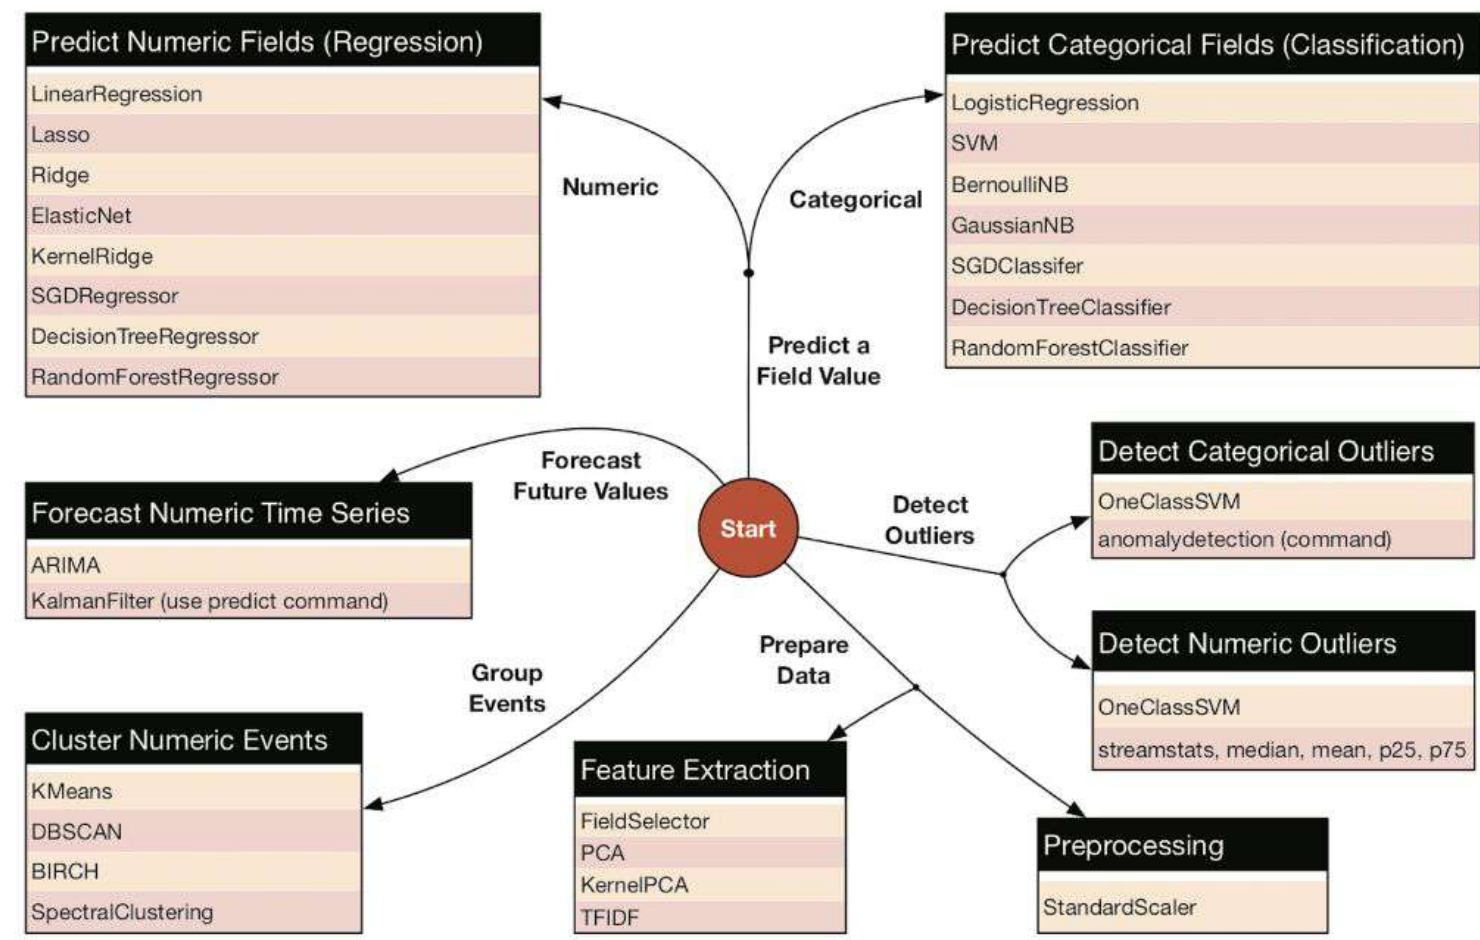 Predict Numeric Fields (Regression)
LinearRegression
Lasso
Ridge
ElasticNet
KernelRidge
SGDRegressor
DecisionTreeRegressor
RandomForestRegressor
Numeric
Categorical
Predict Categorical Fields (Classification)
LogisticRegression
SVM
BernoulliNB
GaussianNB
SGDClassifer
DecisionTreeClassifier
RandomForestClassifier
Predict a
Field Value
Forecast
Future Values
Forecast Numeric Time Series
ARIMA
KalmanFilter (use predict command)
Start
Detect
Outliers
Detect Categorical Outliers
OneClassSVM
anomalydetection (command)
Detect Numeric Outliers
OneClassSVM
streamstats, median, mean, p25, p75
Group
Events
Cluster Numeric Events
KMeans
DBSCAN
BIRCH
SpectralClustering
Prepare
Data
Feature Extraction
FieldSelector
PCA
KernelPCA
TFIDF
Preprocessing
StandardScaler